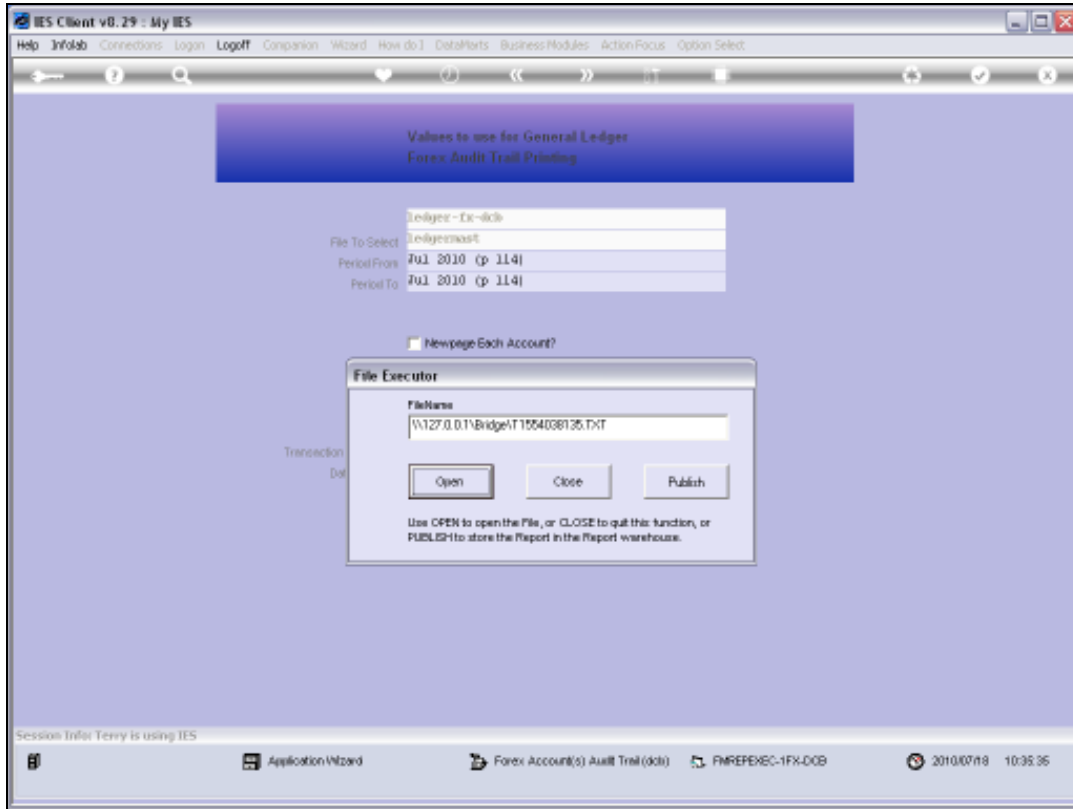 IES Client v8.29 : My IES
Help Infolab Connections Logon Logoff Companion Wizard How do I DataMarts Business Modules Action Focus Option Select
Values to use for General Ledger
Forex Audit Trail Printing
ledger-fx-dcb
File To Select ledgermast
Period From Jul 2010 (p 114)
Period To Jul 2010 (p 114)
Newpage Each Account?
File Executor
FileName
\\127.0.0.1\Bridge\T1554038135.TXT
Transaction
Dat
Open Close Publish
Use OPEN to open the File, or CLOSE to quit this function, or
PUBLISH to store the Report in the Report warehouse.
Session Info: Terry is using IES
Application Wizard Forex Account(s) Audit Trail (dcb) FMREPEXEC-1FX-DCB 2010/07/18 10:35:35